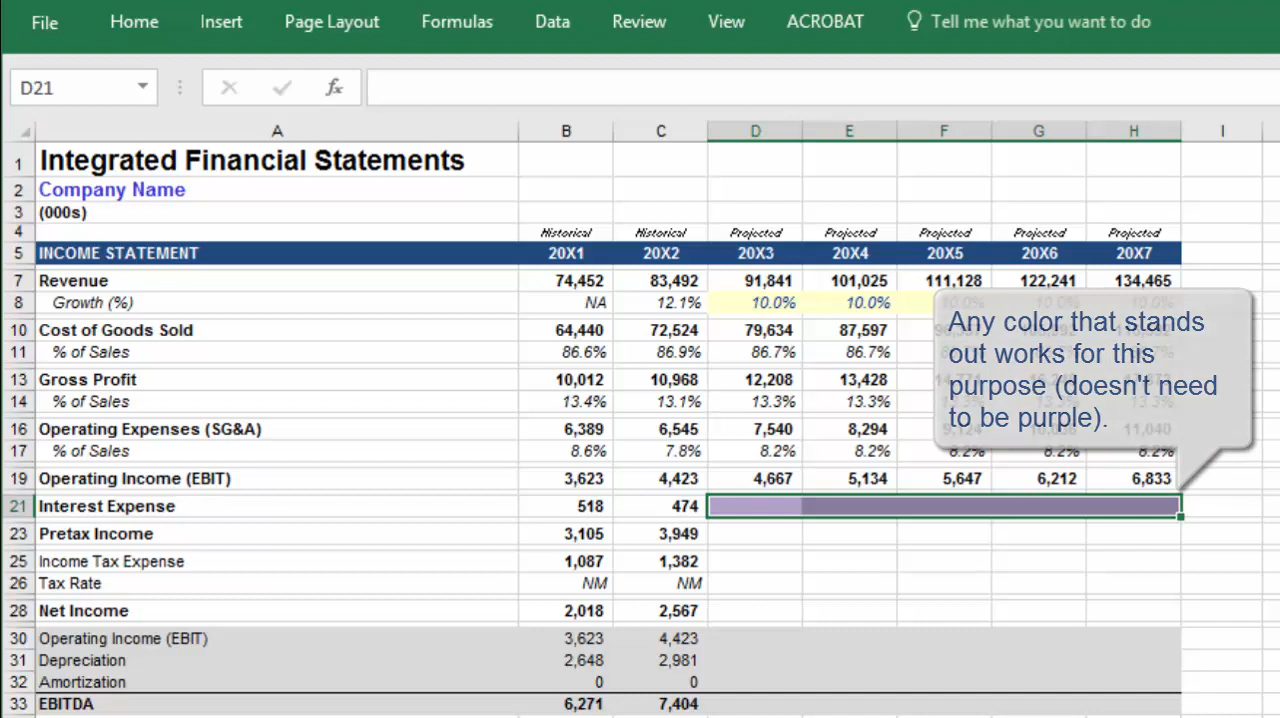 File Home Insert Page Layout Formulas Data Review View ACROBAT Tell me what you want to do
D21 fx
A B C D E F G H I
1 Integrated Financial Statements
2 Company Name
3 (000s)
4 Historical Historical Projected Projected Projected Projected Projected
5 INCOME STATEMENT 20X1 20X2 20X3 20X4 20X5 20X6 20X7
7 Revenue 74,452 83,492 91,841 101,025 111,128 122,241 134,465
8 Growth (%) NA 12.1% 10.0% 10.0% 10.0% 10.0% 10.0%
Any color that stands
out works for this
purpose (doesn't need
to be purple).
10 Cost of Goods Sold 64,440 72,524 79,634 87,597
11 % of Sales 86.6% 86.9% 86.7% 86.7%
13 Gross Profit 10,012 10,968 12,208 13,428
14 % of Sales 13.4% 13.1% 13.3% 13.3% 13.3%
16 Operating Expenses (SG&A) 6,389 6,545 7,540 8,294 9,124 11,040
17 % of Sales 8.6% 7.8% 8.2% 8.2% 8.2% 8.2% 8.2%
19 Operating Income (EBIT) 3,623 4,423 4,667 5,134 5,647 6,212 6,833
21 Interest Expense 518 474
23 Pretax Income 3,105 3,949
25 Income Tax Expense 1,087 1,382
26 Tax Rate NM NM
28 Net Income 2,018 2,567
30 Operating Income (EBIT) 3,623 4,423
31 Depreciation 2,648 2,981
32 Amortization 0 0
33 EBITDA 6,271 7,404